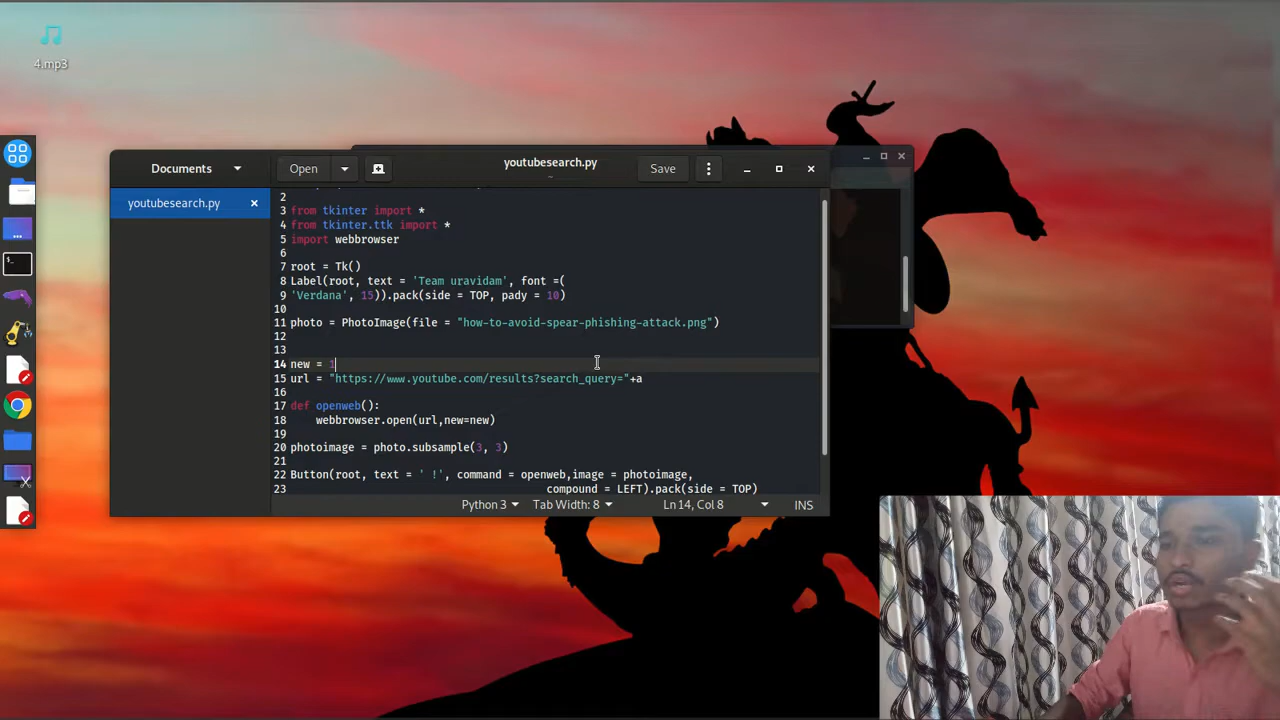 4.mp3
Documents
Open
youtubesearch.py
Save
youtubesearch.py
2
3 from tkinter import *
4 from tkinter.ttk import *
5 import webbrowser
6
7 root = Tk()
8 Label(root, text = 'Team uravidam', font =(
9 'Verdana', 15)).pack(side = TOP, pady = 10)
10
11 photo = PhotoImage(file = "how-to-avoid-spear-phishing-attack.png")
12
13
14 new = 1
15 url = "https://www.youtube.com/results?search_query="+a
16
17 def openweb():
18 webbrowser.open(url,new=new)
19
20 photoimage = photo.subsample(3, 3)
21
22 Button(root, text = ' !', command = openweb,image = photoimage,
23 compound = LEFT).pack(side = TOP)
Python 3
Tab Width: 8
Ln 14, Col 8
INS